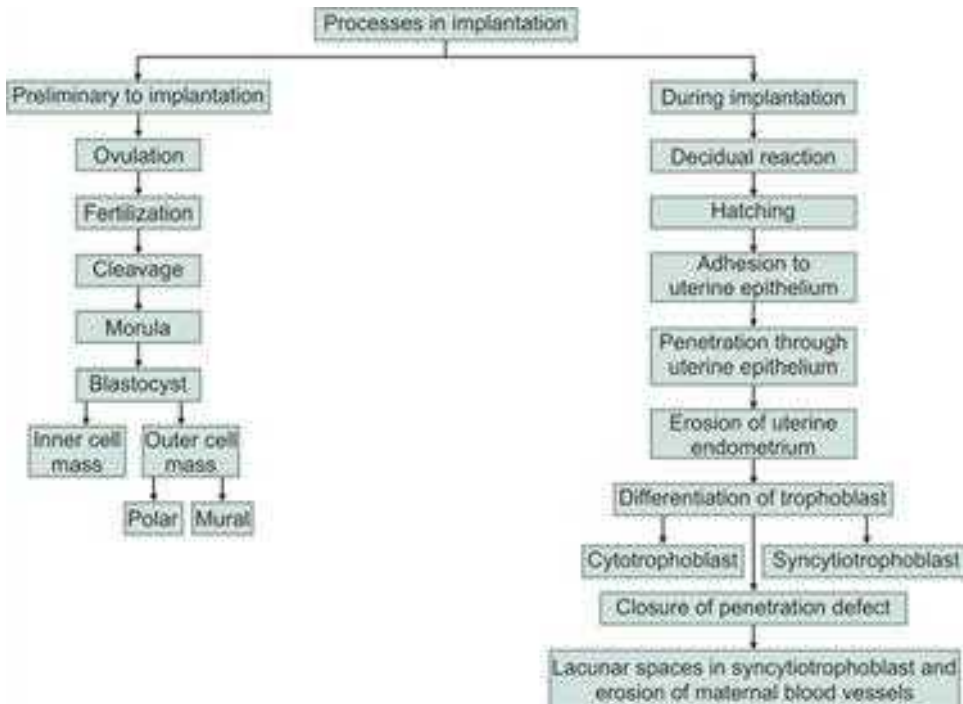 Processes in implantation
Preliminary to implantation
Ovulation
Fertilization
Cleavage
Morula
Blastocyst
Inner cell
mass
Outer cell
mass
Polar
Mural
During implantation
Decidual reaction
Hatching
Adhesion to
uterine epithelium
Penetration through
uterine epithelium
Erosion of uterine
endometrium
Differentiation of trophoblast
Cytotrophoblast
Syncytiotrophoblast
Closure of penetration defect
Lacunar spaces in syncytiotrophoblast and
erosion of maternal blood vessels